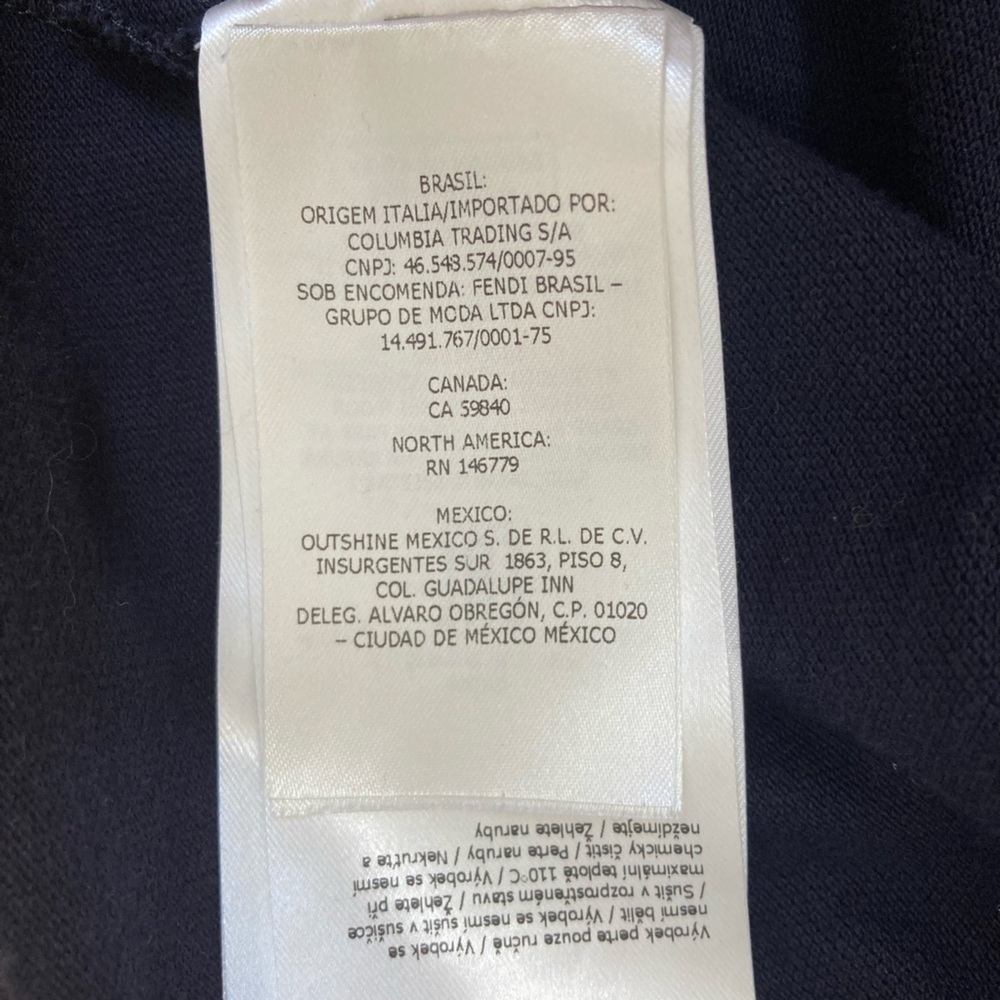 BRASIL:
ORIGEM ITALIA/IMPORTADO POR:
COLUMBIA TRADING S/A
CNPJ: 46.548.574/0007-95
SOB ENCOMENDA: FENDI BRASIL –
GRUPO DE MODA LTDA CNPJ:
14.491.767/0001-75
CANADA:
CA 59840
NORTH AMERICA:
RN 146779
MEXICO:
OUTSHINE MEXICO S. DE R.L. DE C.V.
INSURGENTES SUR 1863, PISO 8,
COL. GUADALUPE INN
DELEG. ALVARO OBREGÓN, C.P. 01020
– CIUDAD DE MÉXICO MÉXICO
Výrobek perte pouze ručně / Výrobek se
nesmí bělit / Výrobek se nesmí sušit v sušičce
/ Sušit v rozprostřeném stavu / Žehlete při
maximální teplotě 110°C / Výrobek se nesmí
chemicky čistit / Perte naruby / Nekruťte a
neždímejte / Žehlete naruby